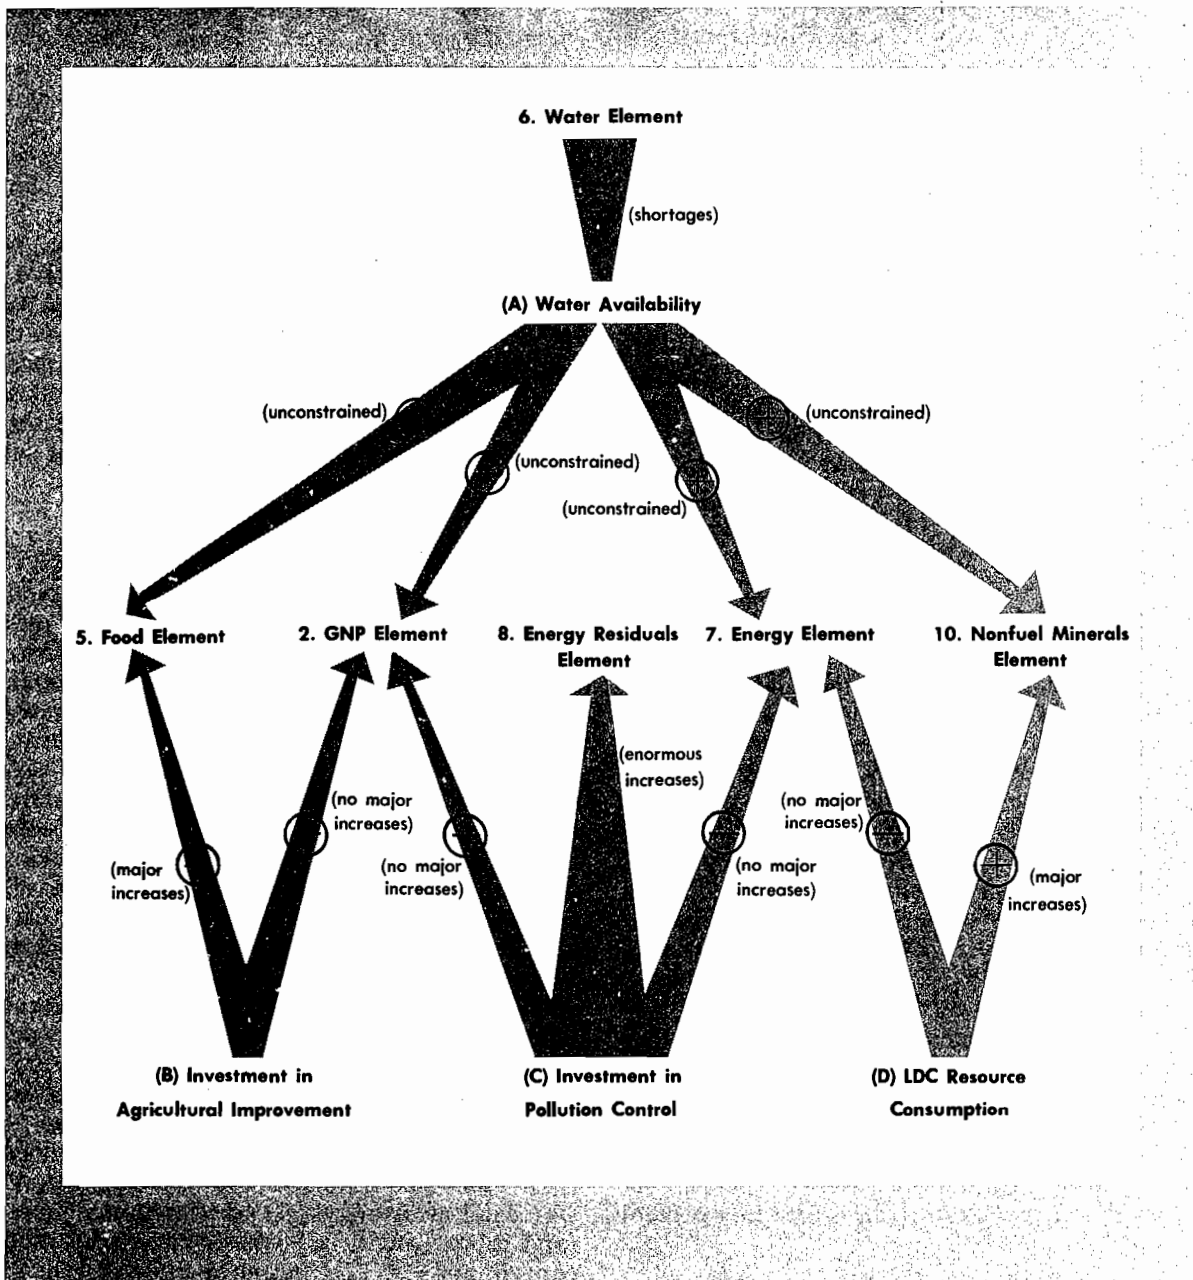 6. Water Element
(shortages)
(A) Water Availability
(unconstrained)
(unconstrained)
(unconstrained)
(unconstrained)
5. Food Element
2. GNP Element
8. Energy Residuals
Element
7. Energy Element
10. Nonfuel Minerals
Element
(enormous
increases)
(no major
increases)
(no major
increases)
(major
increases)
(no major
increases)
(no major
increases)
(major
increases)
(B) Investment in
Agricultural Improvement
(C) Investment in
Pollution Control
(D) LDC Resource
Consumption